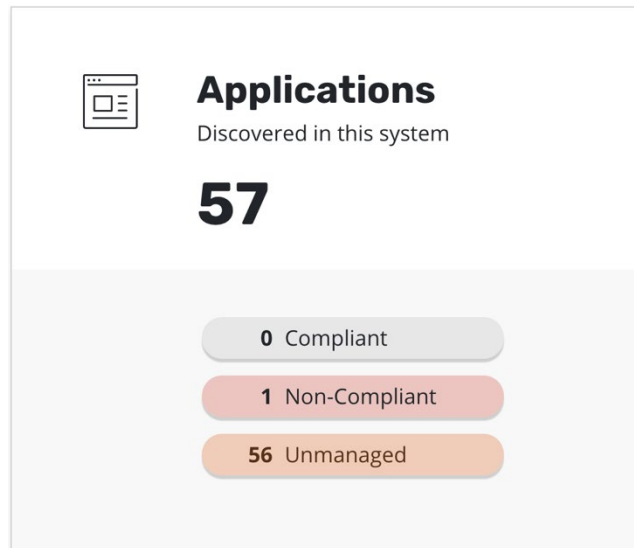 Applications
Discovered in this system
57
0 Compliant
1 Non-Compliant
56 Unmanaged